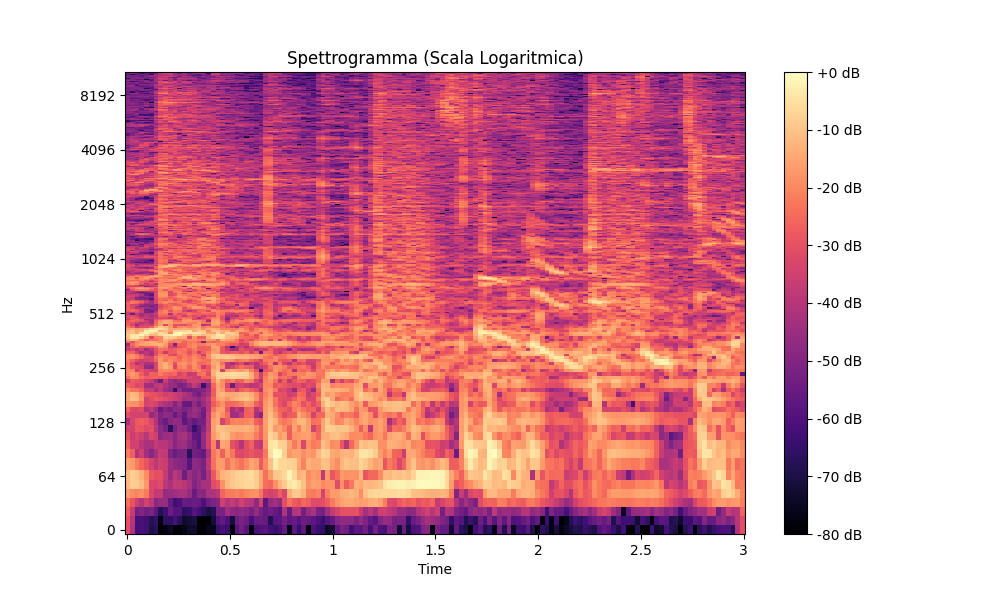 Spettrogramma (Scala Logaritmica)
8192
4096
2048
1024
512
256
128
64
0
Hz
0
0.5
1
1.5
2
2.5
3
Time
+0 dB
-10 dB
-20 dB
-30 dB
-40 dB
-50 dB
-60 dB
-70 dB
-80 dB